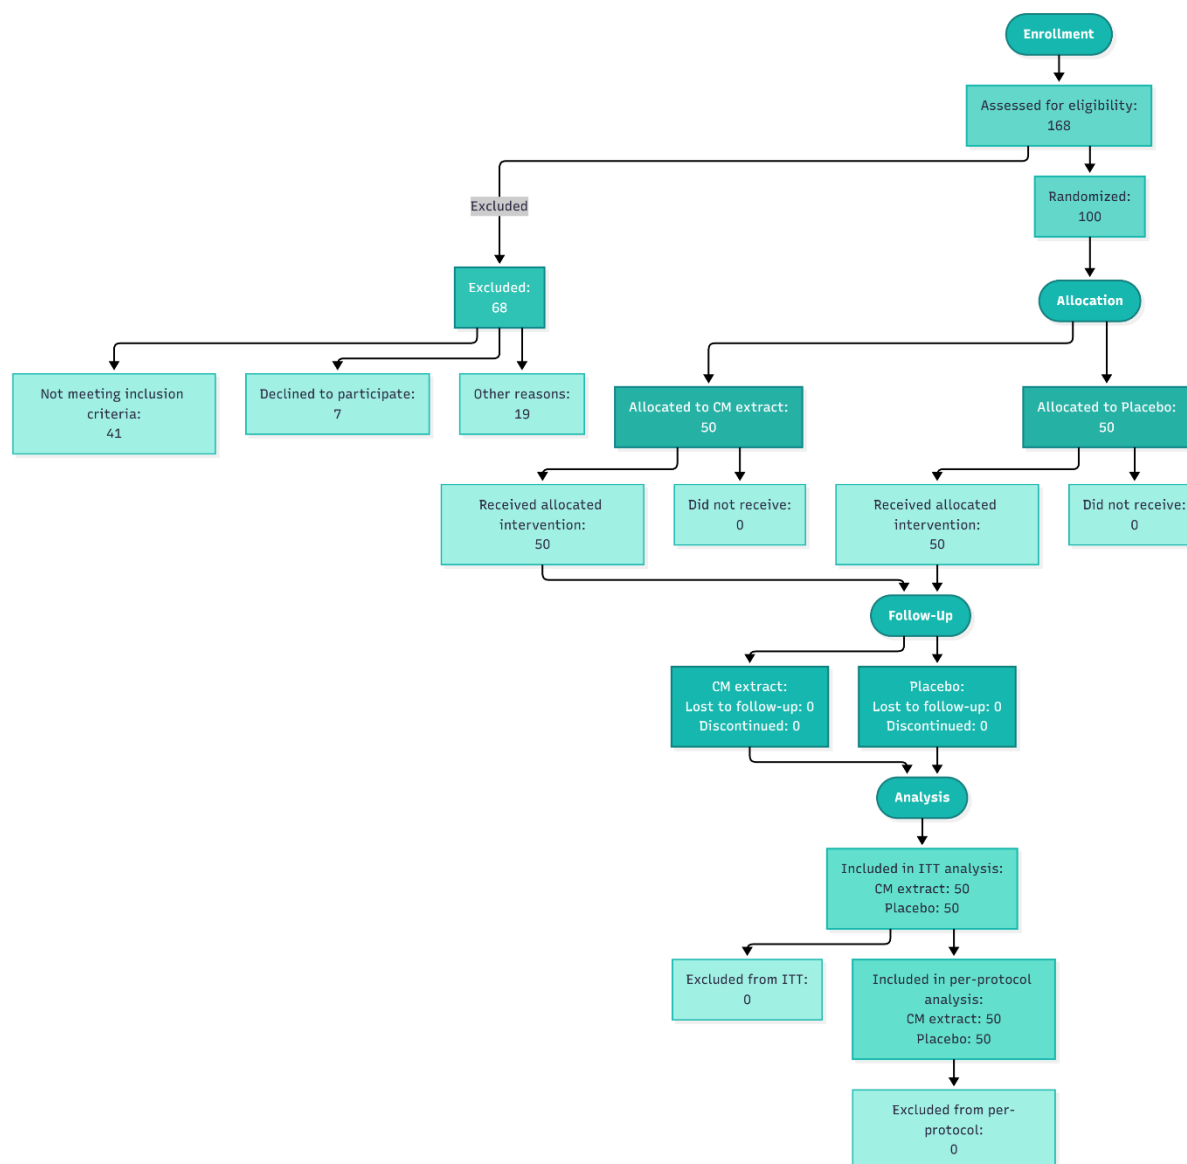 Enrollment
Assessed for eligibility:
168
Randomized:
100
Excluded
Excluded:
68
Allocation
Not meeting inclusion
criteria:
41
Declined to participate:
7
Other reasons:
19
Allocated to CM extract:
50
Allocated to Placebo:
50
Received allocated
intervention:
50
Did not receive:
0
Received allocated
intervention:
50
Did not receive:
0
Follow-Up
CM extract:
Lost to follow-up: 0
Discontinued: 0
Placebo:
Lost to follow-up: 0
Discontinued: 0
Analysis
Included in ITT analysis:
CM extract: 50
Placebo: 50
Excluded from ITT:
0
Included in per-protocol
analysis:
CM extract: 50
Placebo: 50
Excluded from per-
protocol:
0